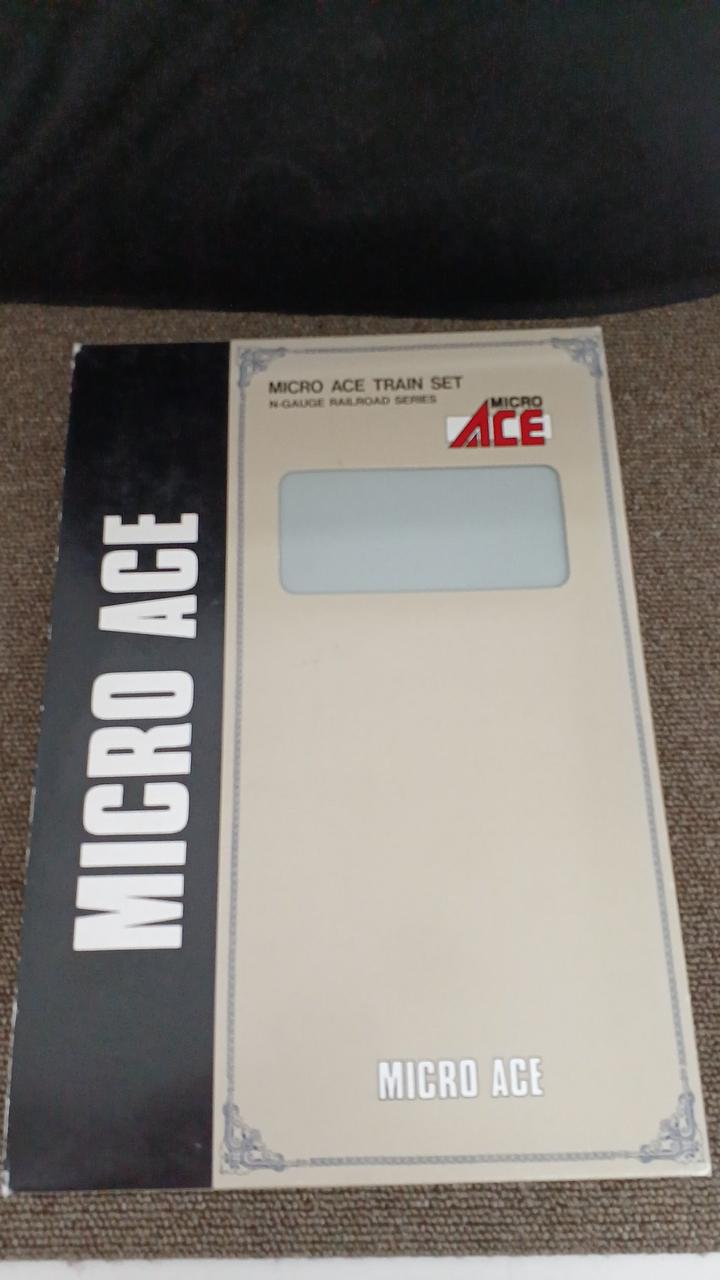 MICRO ACE TRAIN SET
N-GAUGE RAILROAD SERIES
MICRO
ACE
MICRO ACE
MICRO ACE